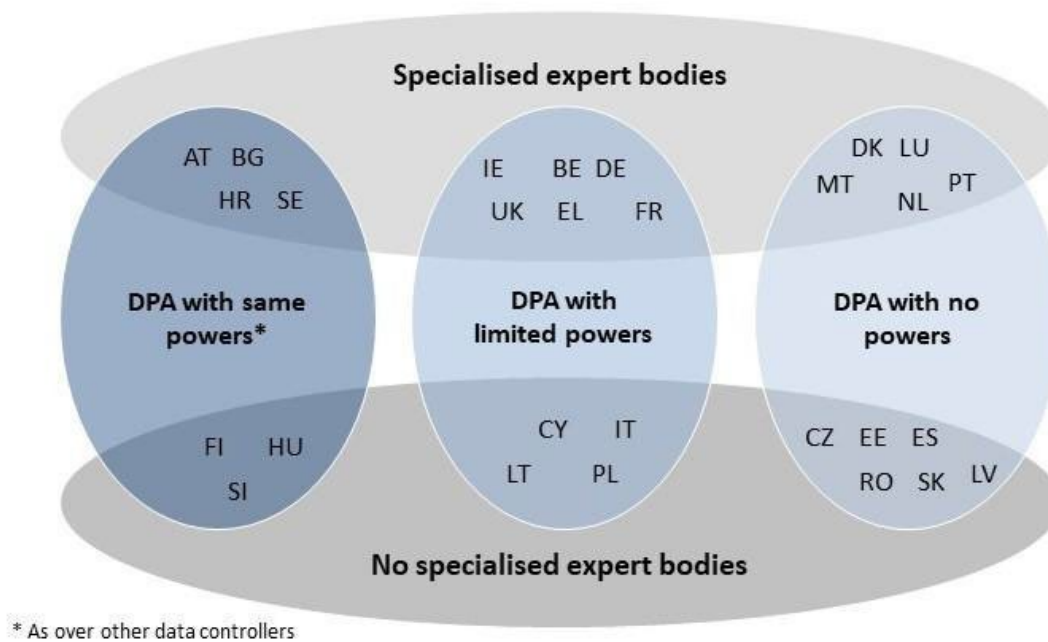 Specialised expert bodies
AT BG
HR SE
IE BE DE
UK EL FR
DK LU
MT PT
NL
DPA with same
powers*
DPA with
limited powers
DPA with no
powers
FI HU
SI
CY IT
LT PL
CZ EE ES
RO SK LV
No specialised expert bodies
* As over other data controllers